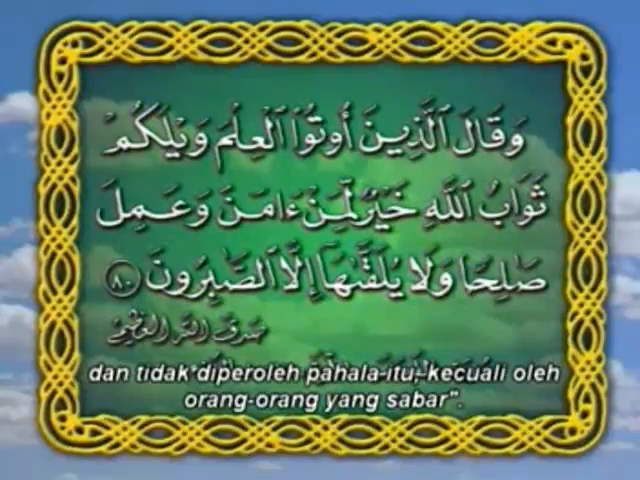 وَقَالَ ٱلَّذِينَ أُوتُوا۟ ٱلْعِلْمَ وَيْلَكُمْ
ثَوَابُ ٱللَّهِ خَيْرٌ لِّمَنْ ءَامَنَ وَعَمِلَ
صَٰلِحًا وَلَا يُلَقَّىٰهَآ إِلَّا ٱلصَّٰبِرُونَ ٨٠
صدق الله العظيم
dan tidak diperoleh pahala-itu, kecuali oleh
orang-orang yang sabar".